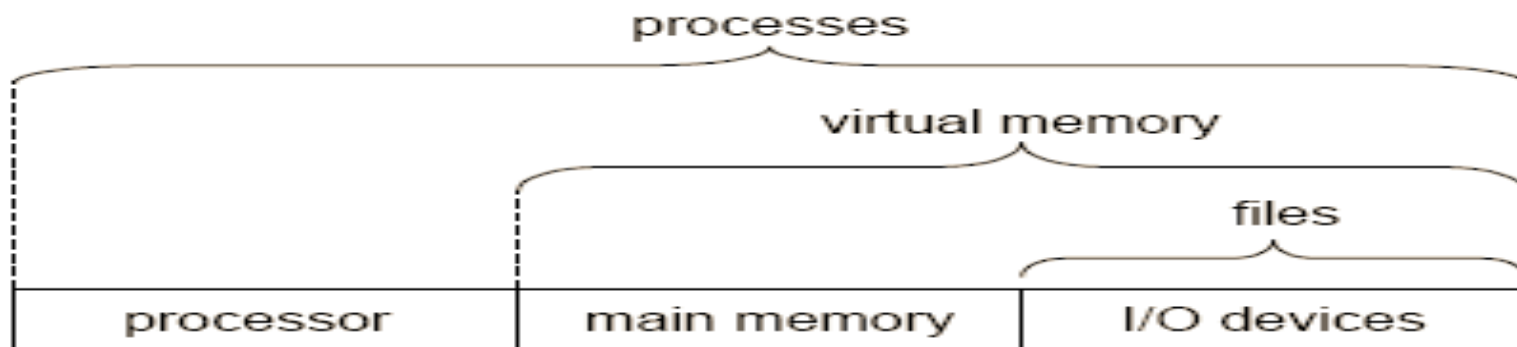 processes
virtual memory
files
processor main memory I/O devices